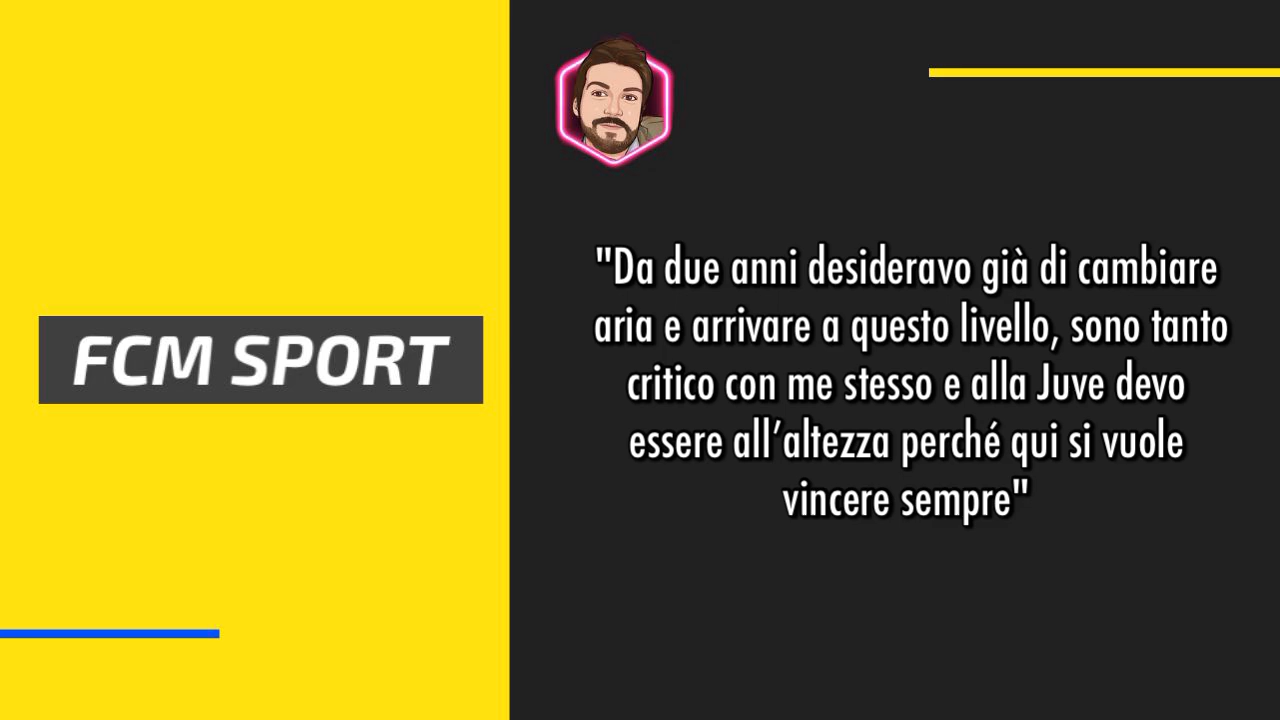 FCM SPORT
"Da due anni desideravo già di cambiare
aria e arrivare a questo livello, sono tanto
critico con me stesso e alla Juve devo
essere all’altezza perché qui si vuole
vincere sempre"